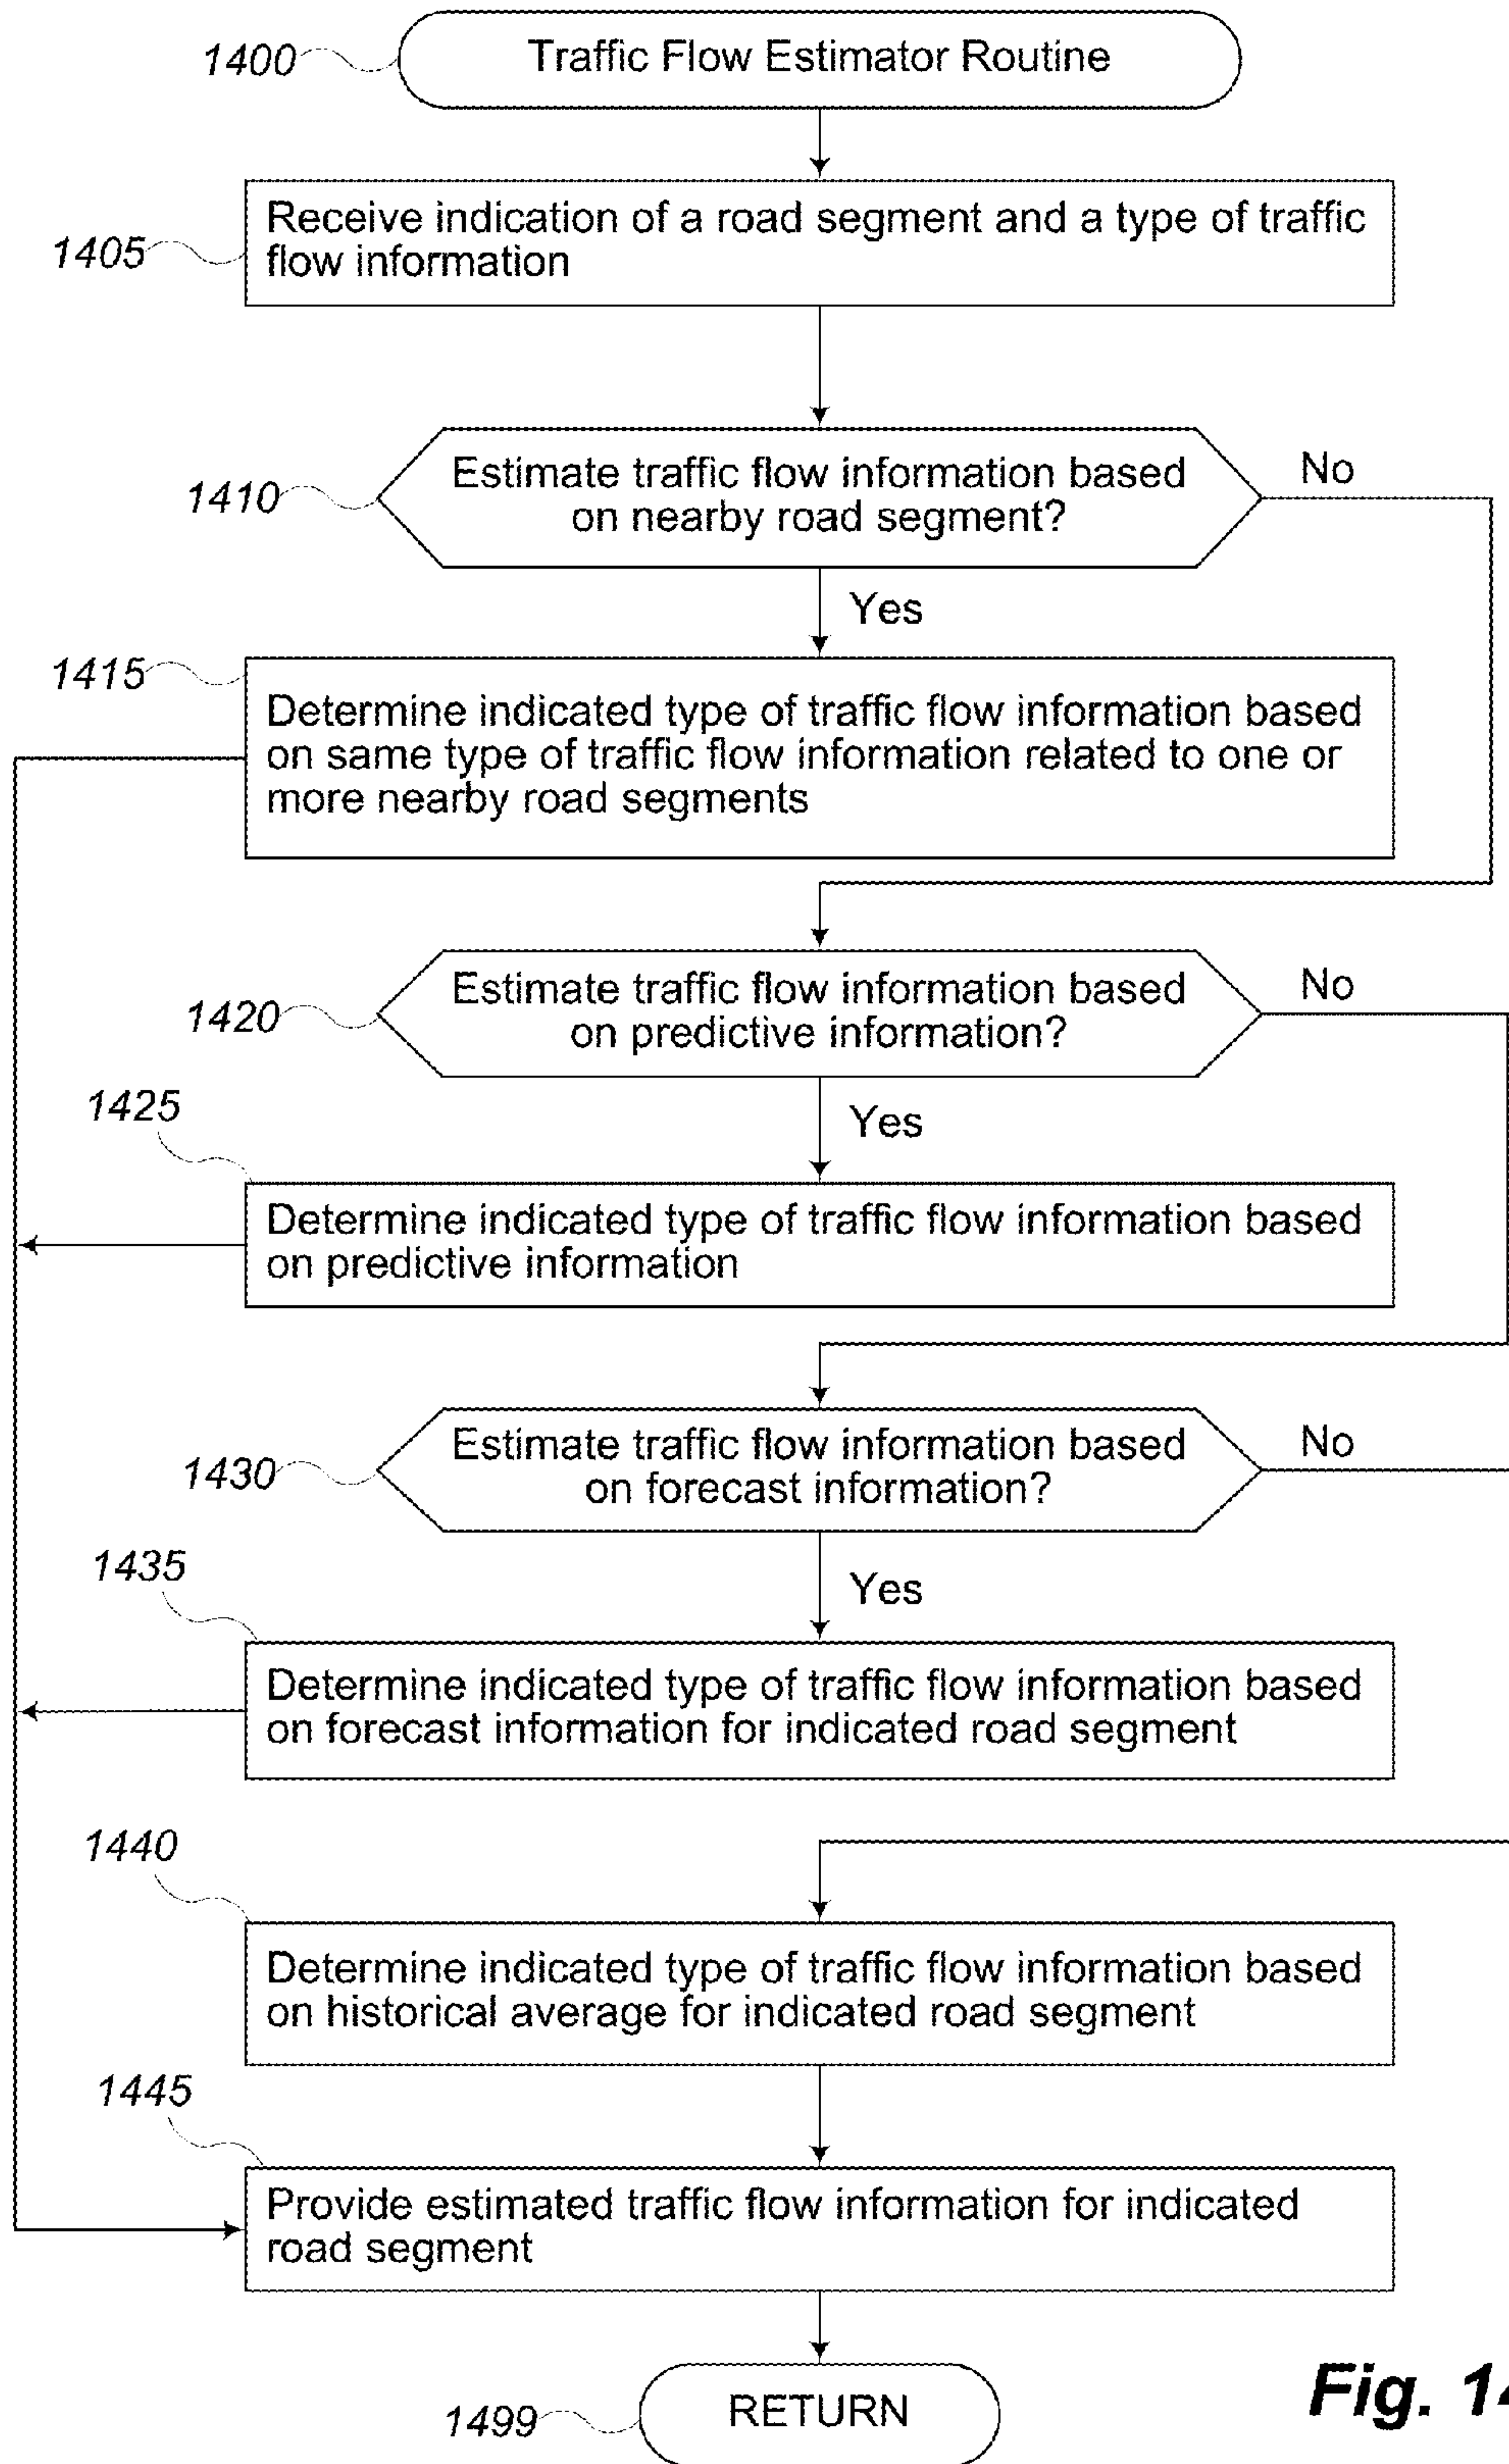 1400
Traffic Flow Estimator Routine
1405
Receive indication of a road segment and a type of traffic
flow information
1410
Estimate traffic flow information based
on nearby road segment?
No
Yes
1415
Determine indicated type of traffic flow information based
on same type of traffic flow information related to one or
more nearby road segments
1420
Estimate traffic flow information based
on predictive information?
No
Yes
1425
Determine indicated type of traffic flow information based
on predictive information
1430
Estimate traffic flow information based
on forecast information?
No
Yes
1435
Determine indicated type of traffic flow information based
on forecast information for indicated road segment
1440
Determine indicated type of traffic flow information based
on historical average for indicated road segment
1445
Provide estimated traffic flow information for indicated
road segment
1499
RETURN
Fig. 14